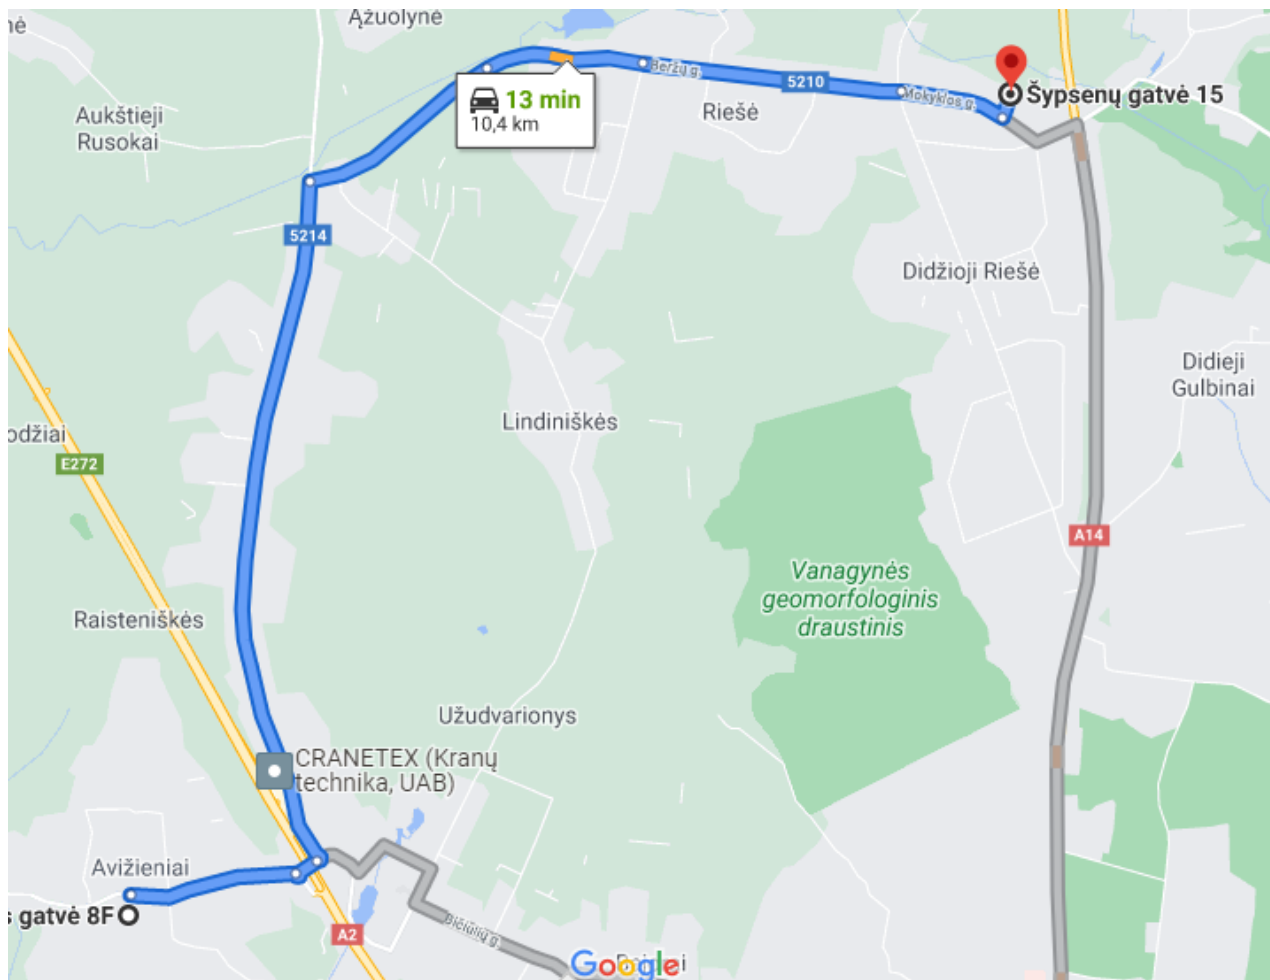 Ąžuolynė
nė
Beržų g.
5210
Mokyklos g.
Šypsenų gatvė 15
13 min
10,4 km
Riešė
Aukštieji
Rusokai
5214
Didžioji Riešė
Didieji
Gulbinai
Lindiniškės
odžiai
E272
A14
Vanagynės
geomorfologinis
draustinis
Raisteniškės
Užudvarionys
CRANETEX (Kranų
technika, UAB)
Avižieniai
s gatvė 8F
Bičiulių g.
A2
Google